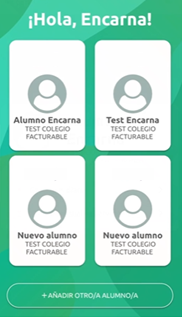 ¡Hola, Encarna!
Alumno Encarna
TEST COLEGIO
FACTURABLE
Test Encarna
TEST COLEGIO
FACTURABLE
Nuevo alumno
TEST COLEGIO
FACTURABLE
Nuevo alumno
TEST COLEGIO
FACTURABLE
+ AÑADIR OTRO/A ALUMNO/A